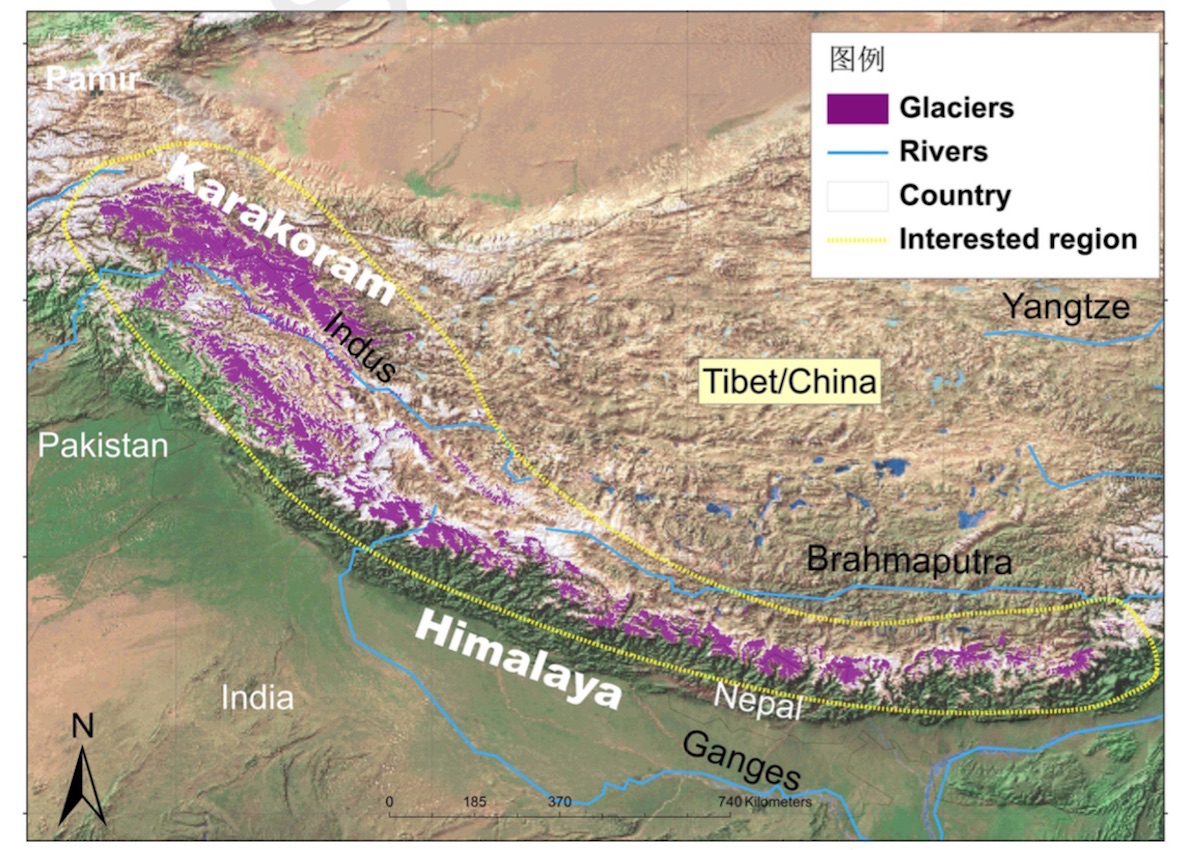 Pamir
图例
Glaciers
Rivers
Country
Interested region
Karakoram
Yangtze
Indus
Tibet/China
Pakistan
Brahmaputra
Himalaya
India
Nepal
N
Ganges
0 185 370 740 Kilometers